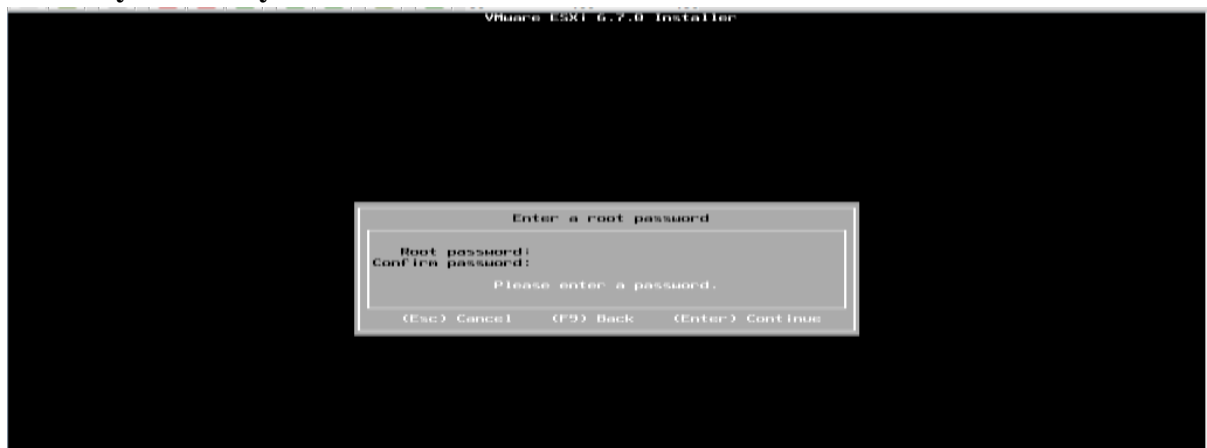 VMware ESXi 6.7.0 Installer
Enter a root password
Root password:
Confirm password:
Please enter a password.
(Esc) Cancel (F9) Back (Enter) Continue